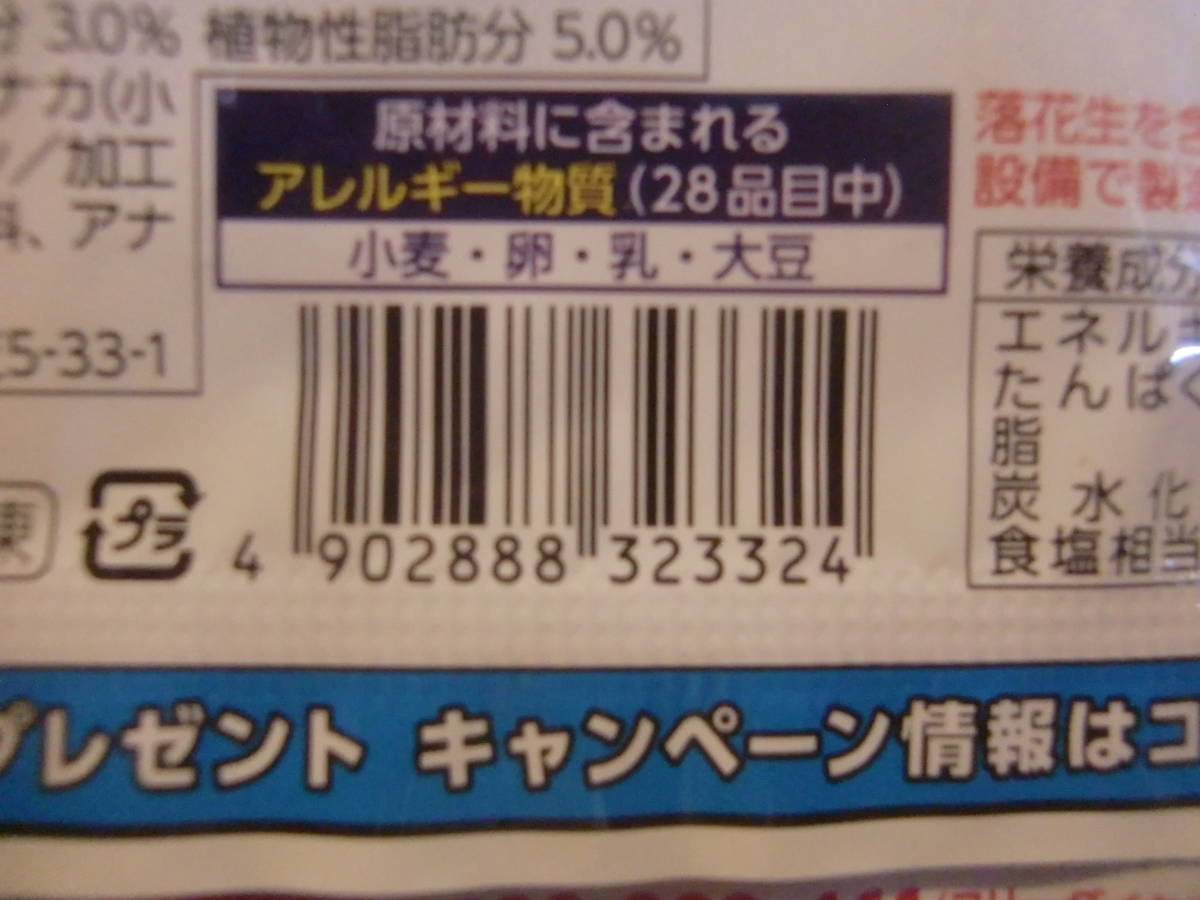 分 3.0% 植物性脂肪分 5.0%
ナカ(小
/加工
料、アナ
5-33-1
原材料に含まれる
アレルギー物質(28品目中)
小麦・卵・乳・大豆
落花生を含
設備で製造
栄養成分
エネルギ
たんぱく
脂
炭水化
食塩相当
プラ
4 902888 323324
プレゼント キャンペーン情報はコ